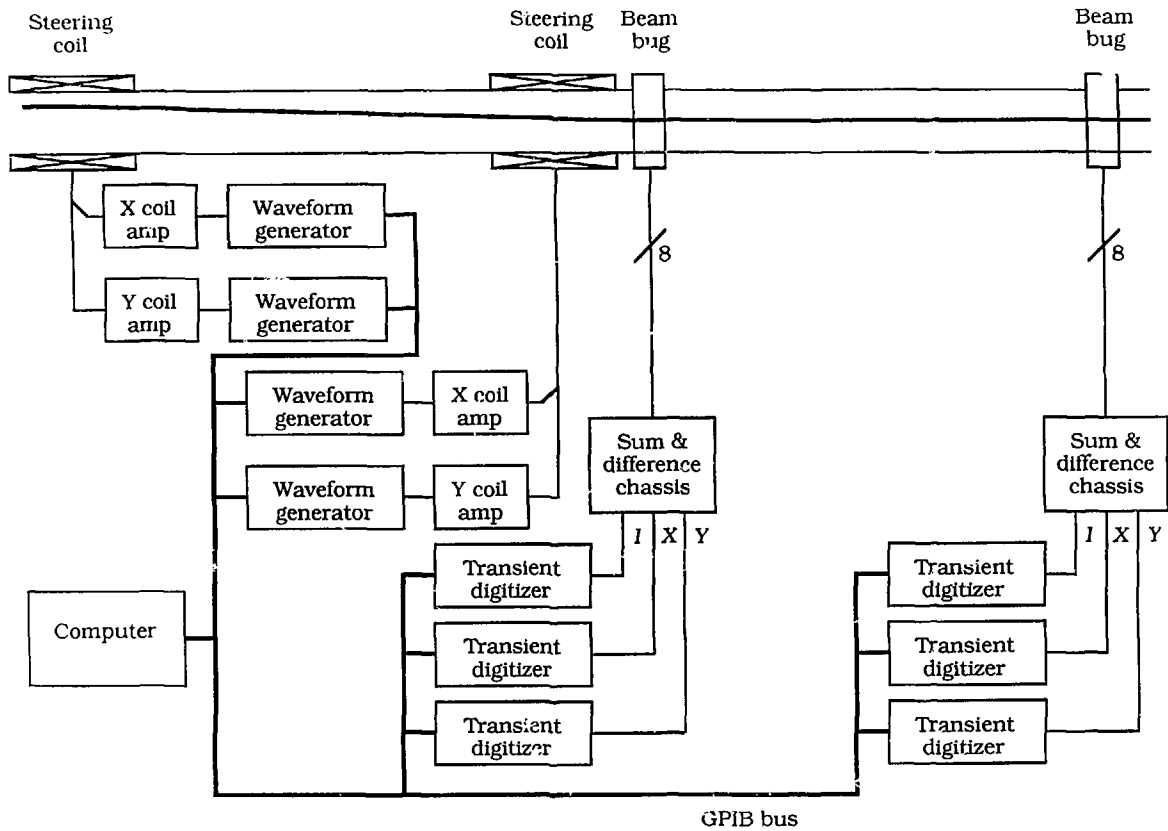 Steering
coil
Steering
coil
Beam
bug
Beam
bug
X coil
amp
Waveform
generator
8
8
Y coil
amp
Waveform
generator
Waveform
generator
X coil
amp
Sum &
difference
chassis
Sum &
difference
chassis
Waveform
generator
Y coil
amp
I X Y
I X Y
Transient
digitizer
Transient
digitizer
Computer
Transient
digitizer
Transient
digitizer
Transient
digitizer
Transient
digitizer
GPIB bus